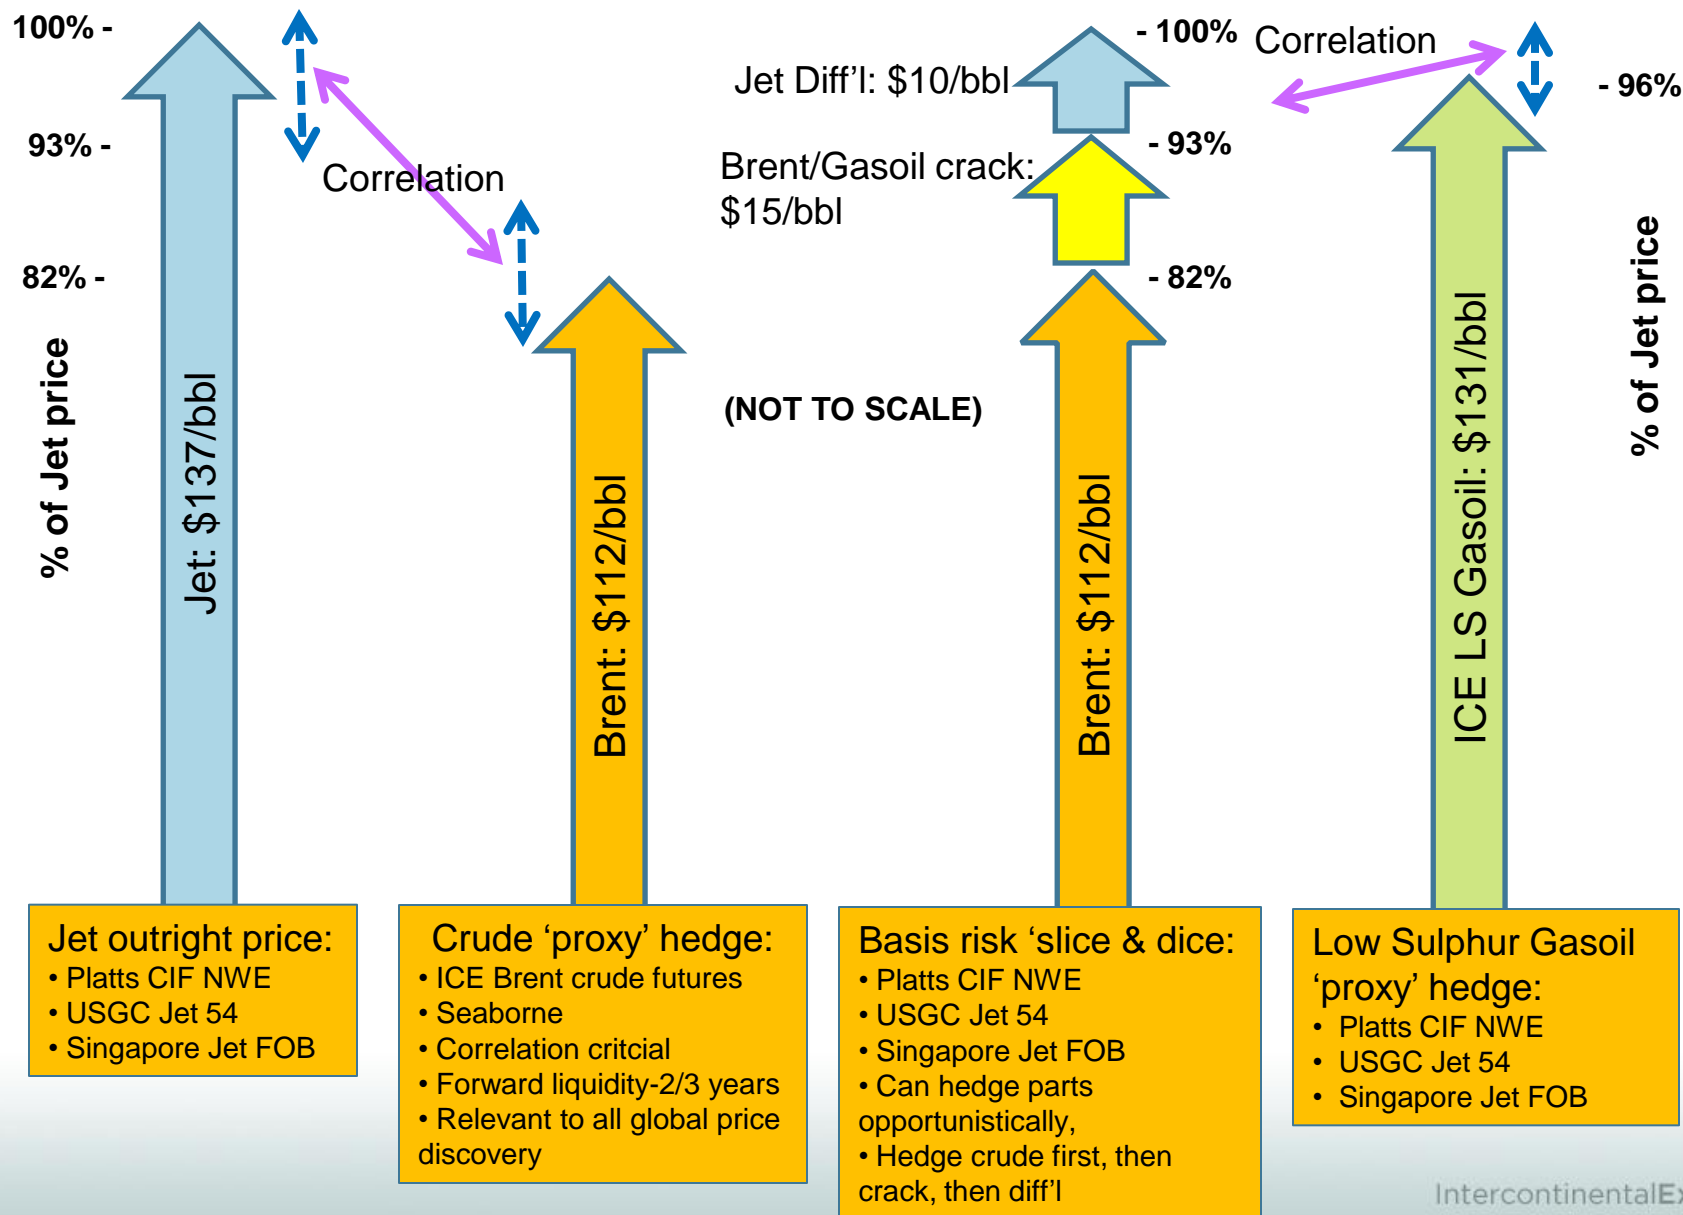 100% -
93% -
82% -
% of Jet price
Jet: $137/bbl
Correlation
Brent: $112/bbl
Jet Diff'l: $10/bbl
Brent/Gasoil crack:
$15/bbl
(NOT TO SCALE)
- 100%
- 93%
- 82%
Brent: $112/bbl
Correlation
- 96%
ICE LS Gasoil: $131/bbl
% of Jet price
Jet outright price:
• Platts CIF NWE
• USGC Jet 54
• Singapore Jet FOB
Crude ‘proxy’ hedge:
• ICE Brent crude futures
• Seaborne
• Correlation critcial
• Forward liquidity-2/3 years
• Relevant to all global price
discovery
Basis risk ‘slice & dice:
• Platts CIF NWE
• USGC Jet 54
• Singapore Jet FOB
• Can hedge parts
opportunistically,
• Hedge crude first, then
crack, then diff'l
Low Sulphur Gasoil
‘proxy’ hedge:
• Platts CIF NWE
• USGC Jet 54
• Singapore Jet FOB
IntercontinentalEx